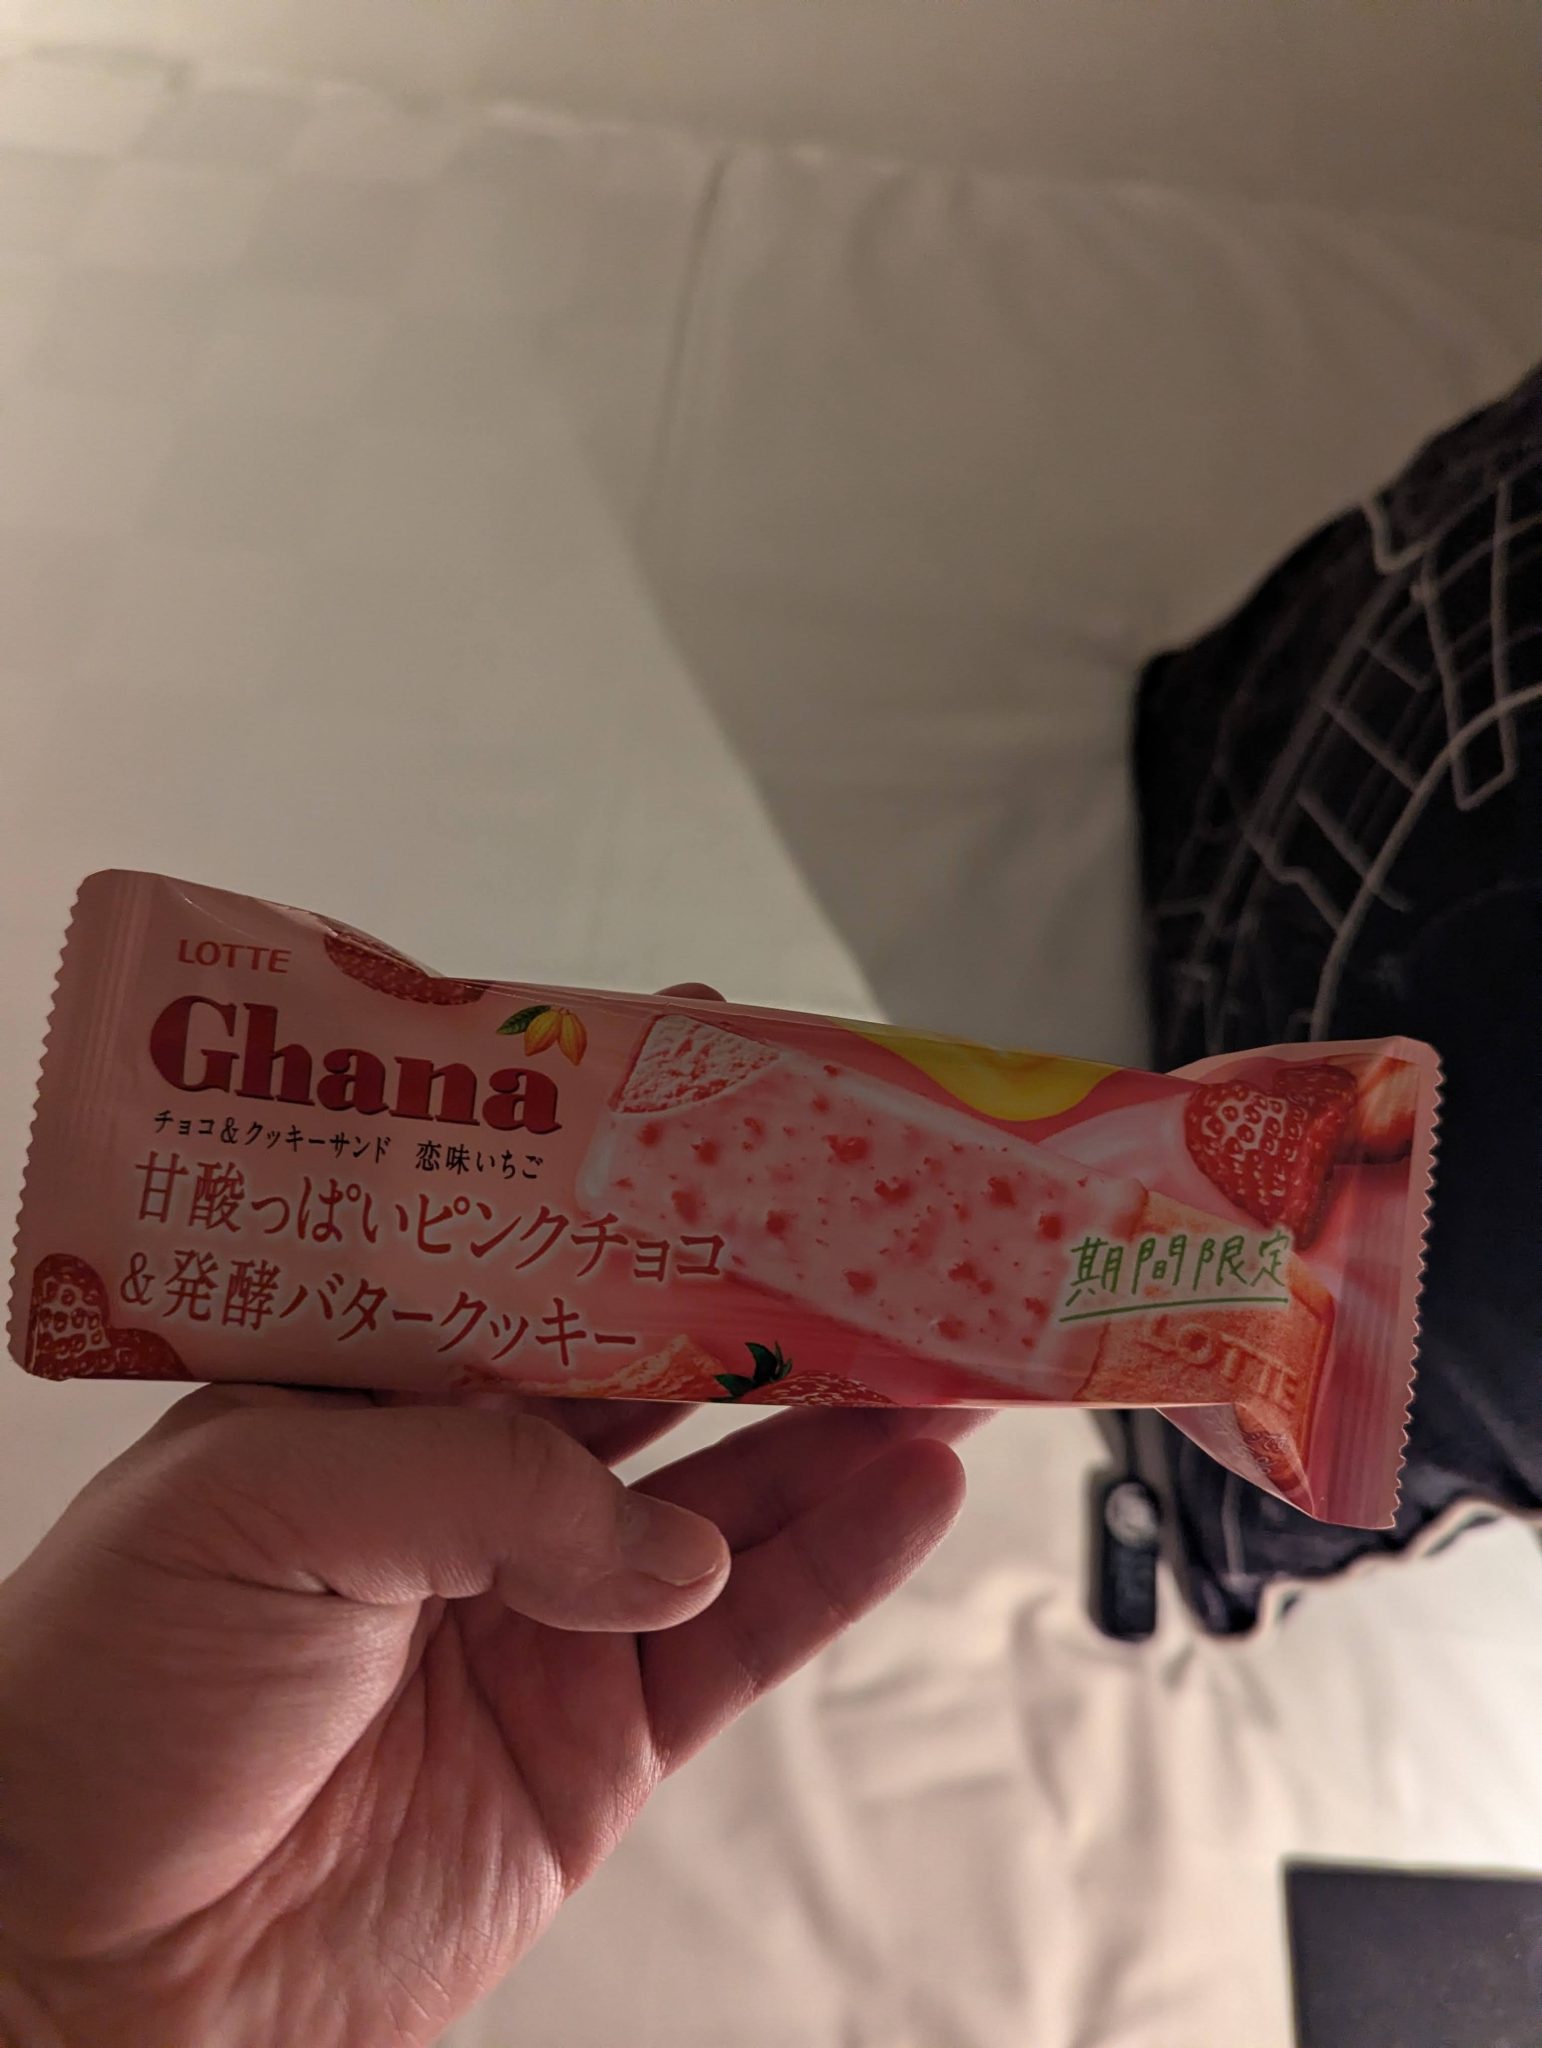 LOTTE
Ghana
チョコ&クッキーサンド 恋味いちご
甘酸っぱいピンクチョコ
&発酵バタークッキー
期間限定
LOTTE